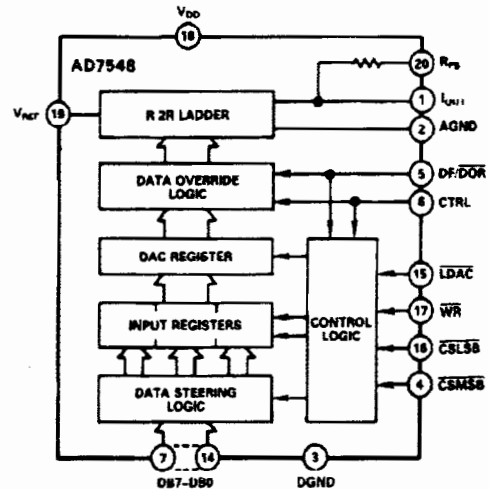 VDD
18
AD7548
20 RFB
VREF 19
R 2R LADDER
1 IOUT
2 AGND
DATA OVERRIDE
LOGIC
5 DF/DOR
6 CTRL
DAC REGISTER
CONTROL
LOGIC
15 LDAC
INPUT REGISTERS
17 WR
16 CSLSB
DATA STEERING
LOGIC
4 CSMSB
7 14 3
DB7-DB0 DGND